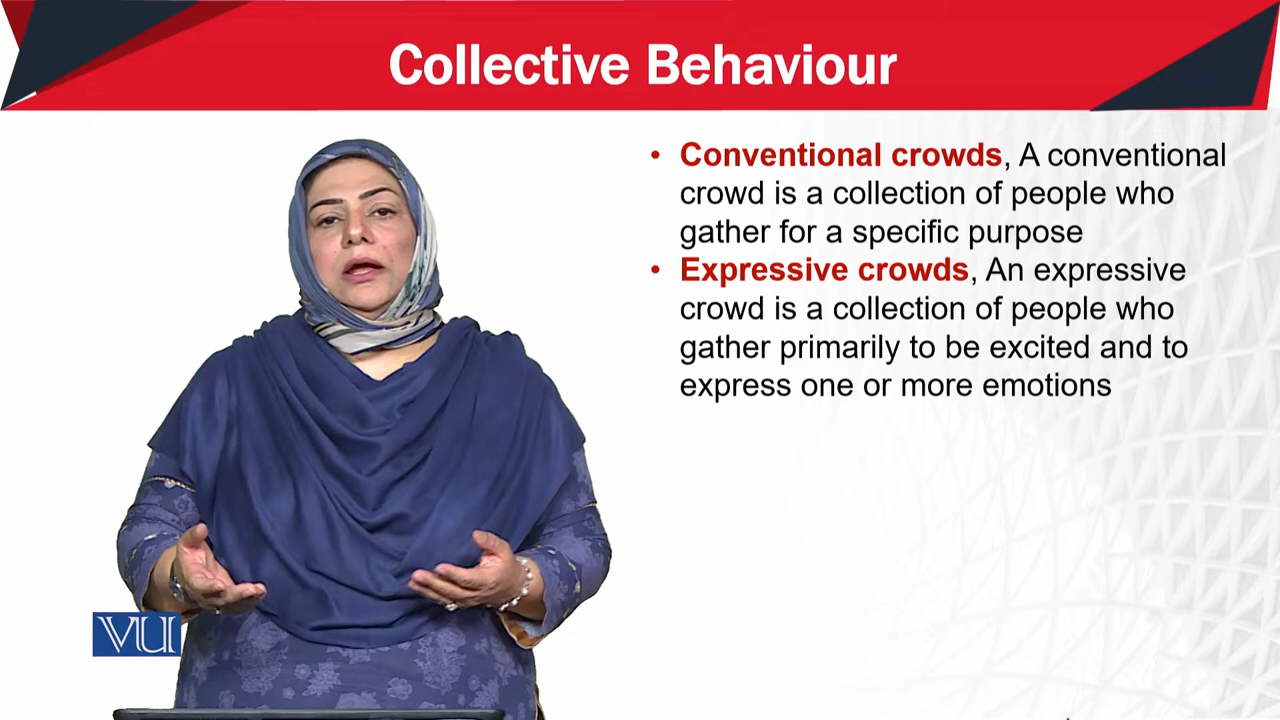 Collective Behaviour
• Conventional crowds, A conventional
crowd is a collection of people who
gather for a specific purpose
• Expressive crowds, An expressive
crowd is a collection of people who
gather primarily to be excited and to
express one or more emotions
VU